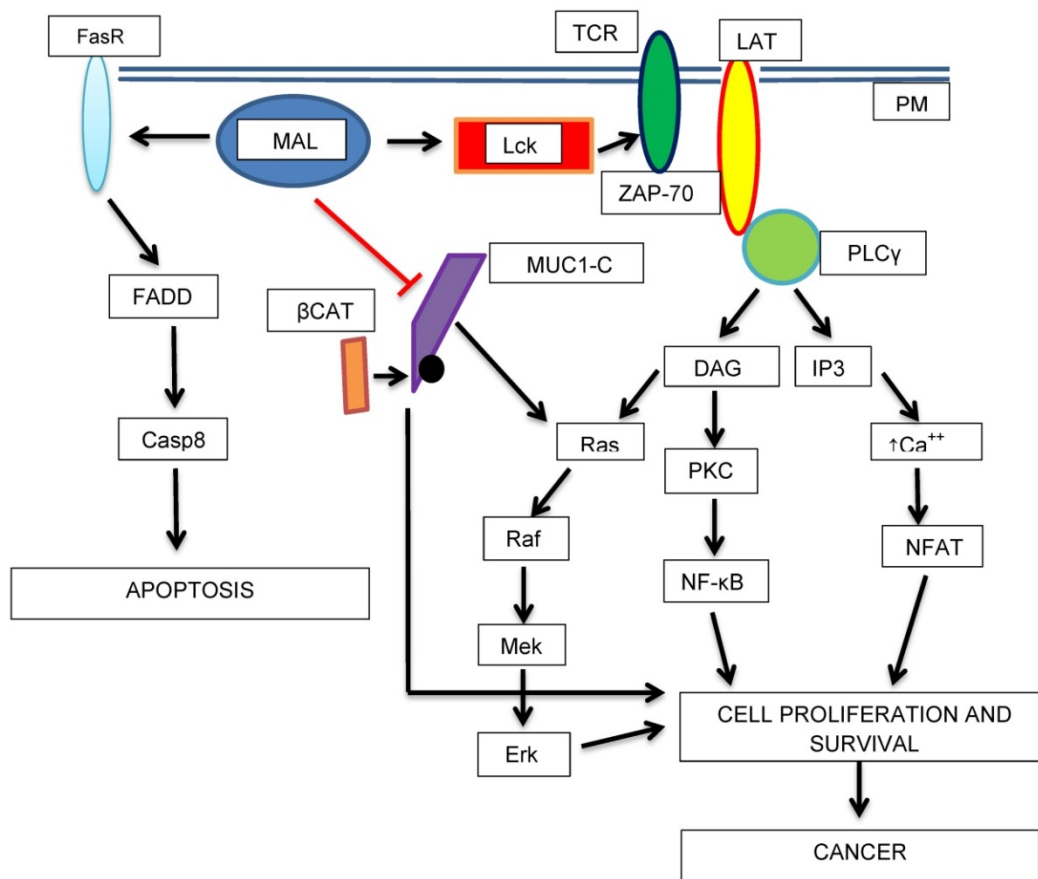 FasR
TCR
LAT
PM
MAL
Lck
ZAP-70
MUC1-C
PLCγ
FADD
βCAT
DAG
IP3
Casp8
Ras
PKC
↑Ca⁺⁺
Raf
NFAT
APOPTOSIS
NF-κB
Mek
CELL PROLIFERATION AND
SURVIVAL
Erk
CANCER